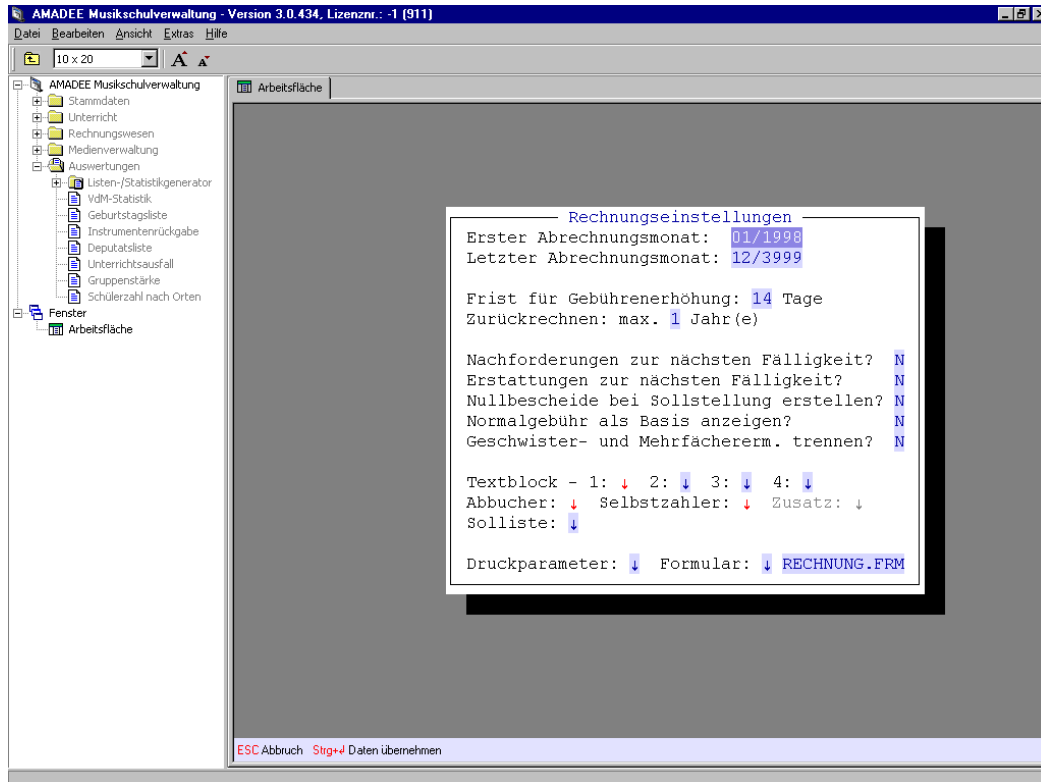 AMADEE Musikschulverwaltung - Version 3.0.434, Lizenznr.: -1 (911)
Datei Bearbeiten Ansicht Extras Hilfe
10 x 20 A A
AMADEE Musikschulverwaltung
Stammdaten
Unterricht
Rechnungswesen
Medienverwaltung
Auswertungen
Listen-/Statistikgenerator
VdM-Statistik
Geburtstagsliste
Instrumentenrückgabe
Deputatsliste
Unterrichtsausfall
Gruppenstärke
Schülerzahl nach Orten
Fenster
Arbeitsfläche
Arbeitsfläche
Rechnungseinstellungen
Erster Abrechnungsmonat: 01/1998
Letzter Abrechnungsmonat: 12/3999
Frist für Gebührenerhöhung: 14 Tage
Zurückrechnen: max. 1 Jahr(e)
Nachforderungen zur nächsten Fälligkeit? N
Erstattungen zur nächsten Fälligkeit? N
Nullbescheide bei Sollstellung erstellen? N
Normalgebühr als Basis anzeigen? N
Geschwister- und Mehrfächererm. trennen? N
Textblock - 1: ↓ 2: ↓ 3: ↓ 4: ↓
Abbucher: ↓ Selbstzahler: ↓ Zusatz: ↓
Solliste: ↓
Druckparameter: ↓ Formular: ↓ RECHNUNG.FRM
ESC Abbruch Strg+↲ Daten übernehmen